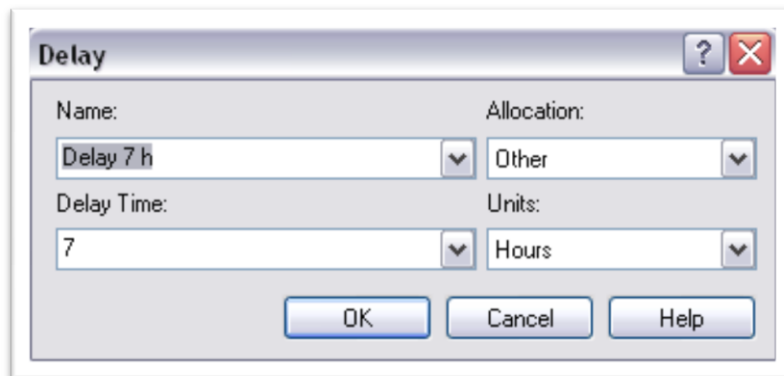 Delay
Name: Allocation:
Delay 7 h Other
Delay Time: Units:
7 Hours
OK Cancel Help